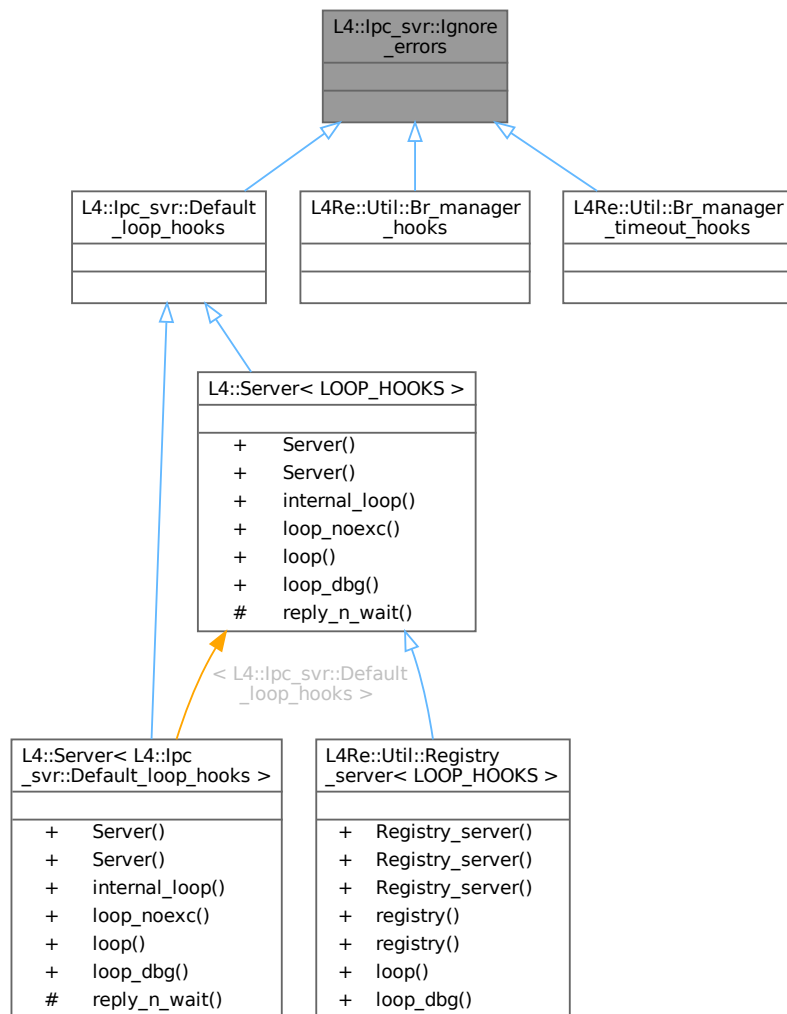 L4::Ipc_svr::Ignore
_errors
L4::Ipc_svr::Default
_loop_hooks
L4Re::Util::Br_manager
_hooks
L4Re::Util::Br_manager
_timeout_hooks
L4::Server< LOOP_HOOKS >
+ Server()
+ Server()
+ internal_loop()
+ loop_noexc()
+ loop()
+ loop_dbg()
# reply_n_wait()
< L4::Ipc_svr::Default
_loop_hooks >
L4::Server< L4::Ipc
_svr::Default_loop_hooks >
+ Server()
+ Server()
+ internal_loop()
+ loop_noexc()
+ loop()
+ loop_dbg()
# reply_n_wait()
L4Re::Util::Registry
_server< LOOP_HOOKS >
+ Registry_server()
+ Registry_server()
+ Registry_server()
+ registry()
+ registry()
+ loop()
+ loop_dbg()